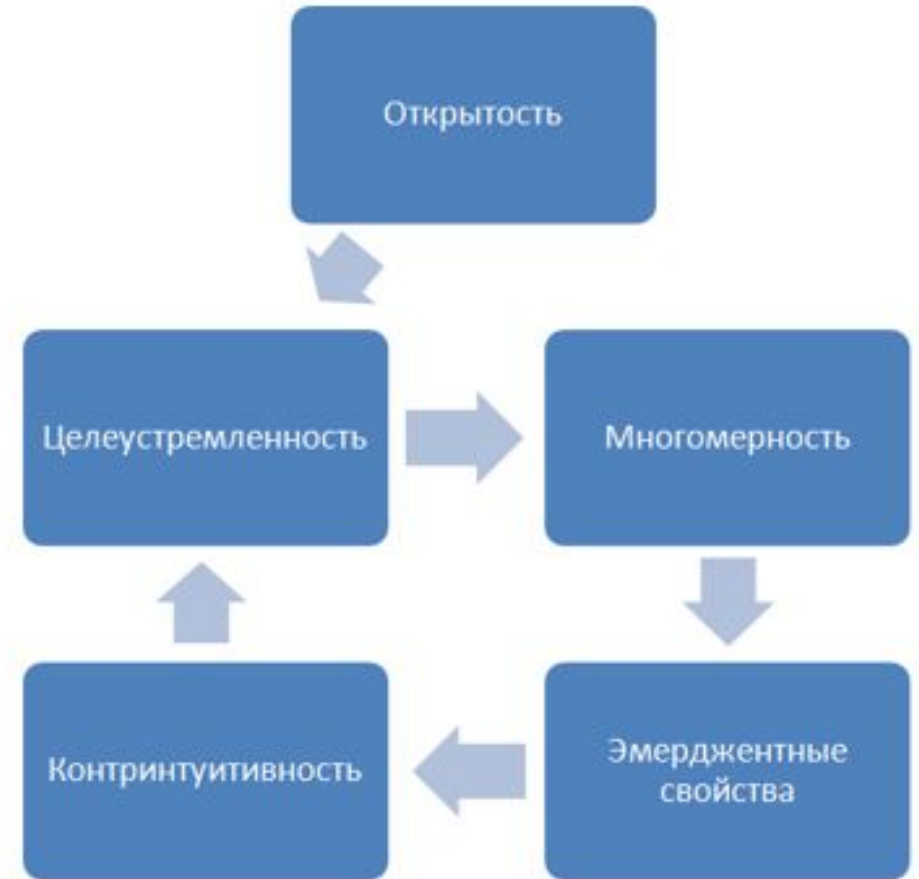 Открытость
Целеустремленность
Многомерность
Контринтуитивность
Эмерджентные
свойства